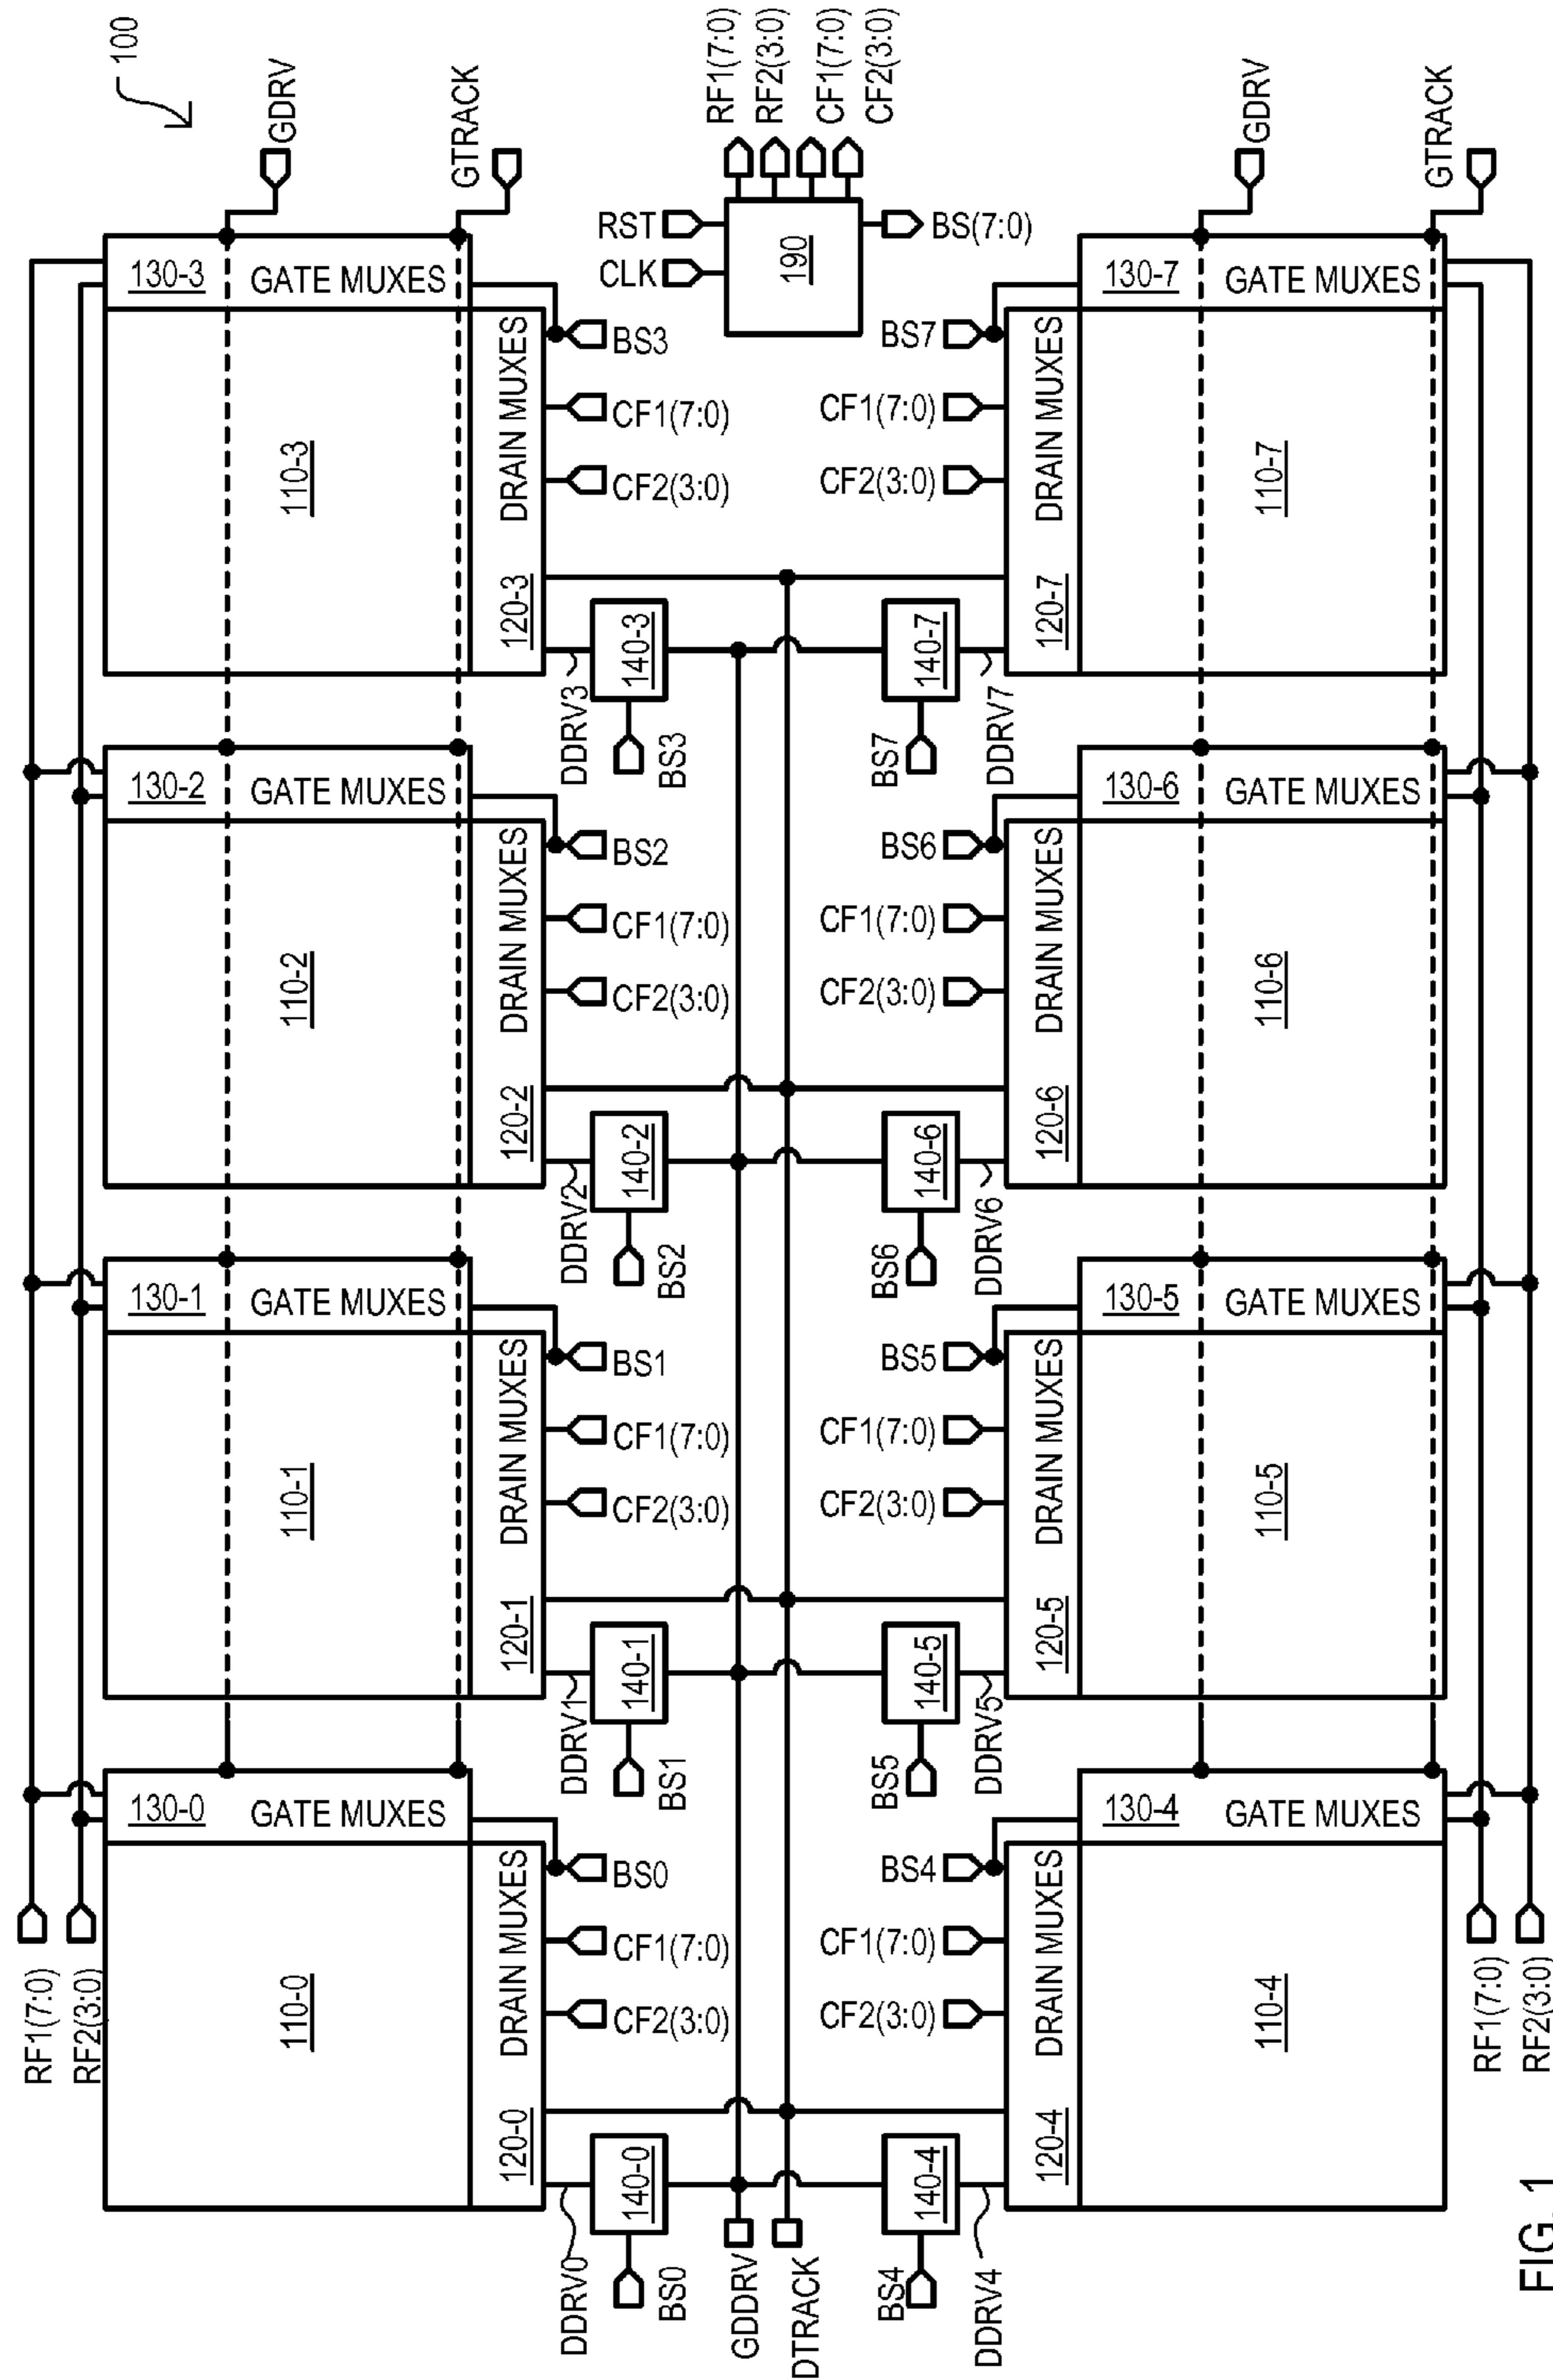 100
RF1(7:0)
RF2(3:0)
130-0
GATE MUXES
110-0
DRAIN MUXES
120-0
130-1
GATE MUXES
110-1
DRAIN MUXES
120-1
130-2
GATE MUXES
110-2
DRAIN MUXES
120-2
130-3
GATE MUXES
110-3
DRAIN MUXES
120-3
GDRV
GTRACK
DDRV0
140-0
BS0
CF2(3:0)
CF1(7:0)
BS0
DDRV1
140-1
BS1
CF2(3:0)
CF1(7:0)
BS1
DDRV2
140-2
BS2
CF2(3:0)
CF1(7:0)
BS2
DDRV3
140-3
BS3
CF2(3:0)
CF1(7:0)
BS3
GDDRV
DTRACK
CLK
RST
190
RF1(7:0)
RF2(3:0)
CF1(7:0)
CF2(3:0)
BS(7:0)
BS4
140-4
DDRV4
CF2(3:0)
CF1(7:0)
BS4
BS5
140-5
DDRV5
CF2(3:0)
CF1(7:0)
BS5
BS6
140-6
DDRV6
CF2(3:0)
CF1(7:0)
BS6
BS7
140-7
DDRV7
CF2(3:0)
CF1(7:0)
BS7
120-4
DRAIN MUXES
110-4
130-4
GATE MUXES
120-5
DRAIN MUXES
110-5
130-5
GATE MUXES
120-6
DRAIN MUXES
110-6
130-6
GATE MUXES
120-7
DRAIN MUXES
110-7
130-7
GATE MUXES
GDRV
GTRACK
RF1(7:0)
RF2(3:0)
FIG. 1